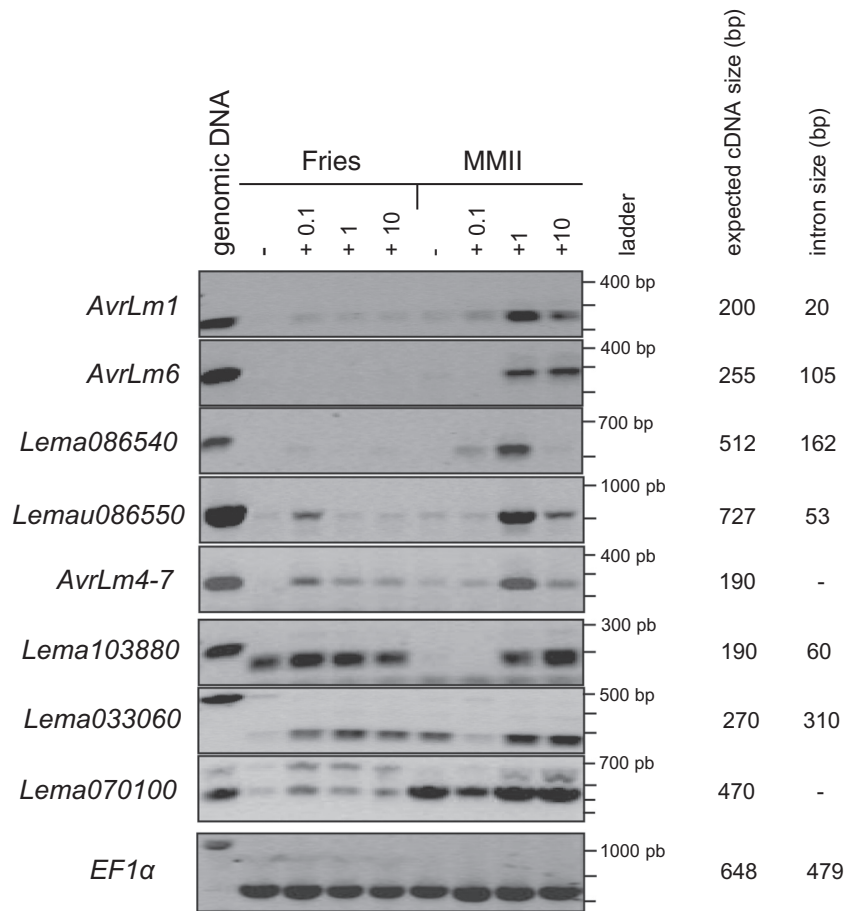 genomic DNA
Fries
MMII
-
+ 0.1
+ 1
+ 10
-
+ 0.1
+1
+10
ladder
expected cDNA size (bp)
intron size (bp)
AvrLm1 400 bp 200 20
AvrLm6 400 bp 255 105
Lema086540 700 bp 512 162
Lemau086550 1000 pb 727 53
AvrLm4-7 400 pb 190 -
Lema103880 300 pb 190 60
Lema033060 500 bp 270 310
Lema070100 700 pb 470 -
EF1α 1000 pb 648 479